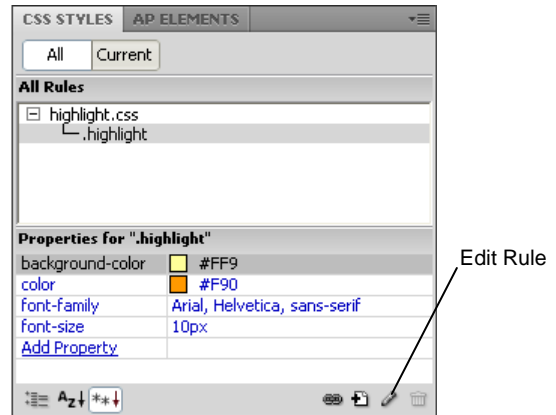 CSS STYLES AP ELEMENTS
All Current
All Rules
highlight.css
.highlight
Properties for ".highlight"
background-color #FF9
color #F90
font-family Arial, Helvetica, sans-serif
font-size 10px
Add Property
Edit Rule
Az↓ **↓